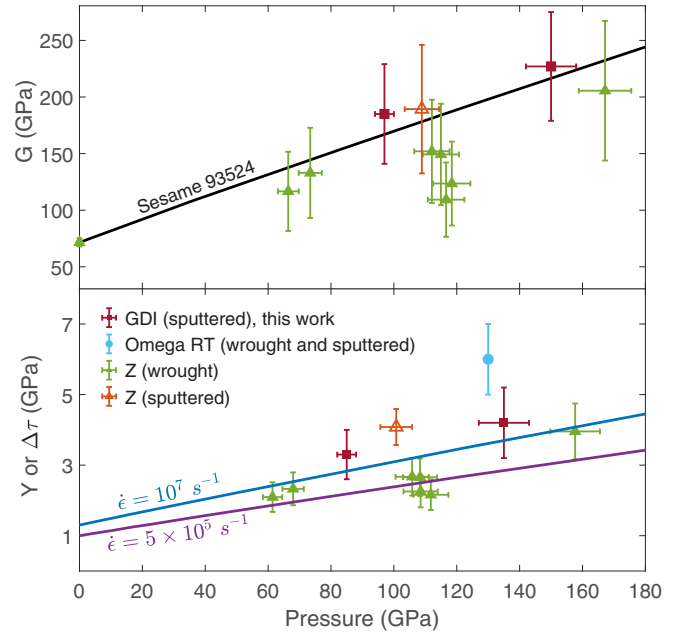 250
200
150
100
50
G (GPa)
Sesame 93524
7
5
3
1
Y or Δτ (GPa)
GDI (sputtered), this work
Omega RT (wrought and sputtered)
Z (wrought)
Z (sputtered)
ε̇ = 10⁷ s⁻¹
ε̇ = 5 × 10⁵ s⁻¹
0 20 40 60 80 100 120 140 160 180
Pressure (GPa)